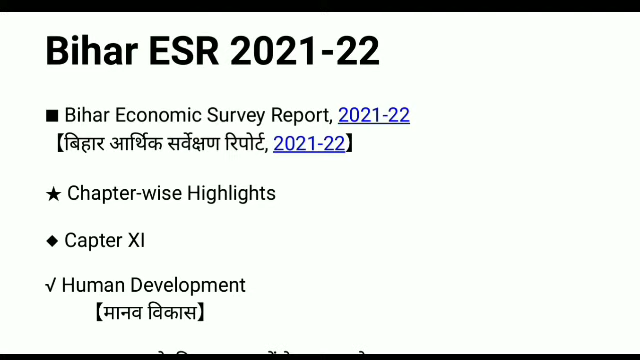 Bihar ESR 2021-22
■ Bihar Economic Survey Report, 2021-22
【बिहार आर्थिक सर्वेक्षण रिपोर्ट, 2021-22】
★ Chapter-wise Highlights
◆ Capter XI
√ Human Development
【मानव विकास】